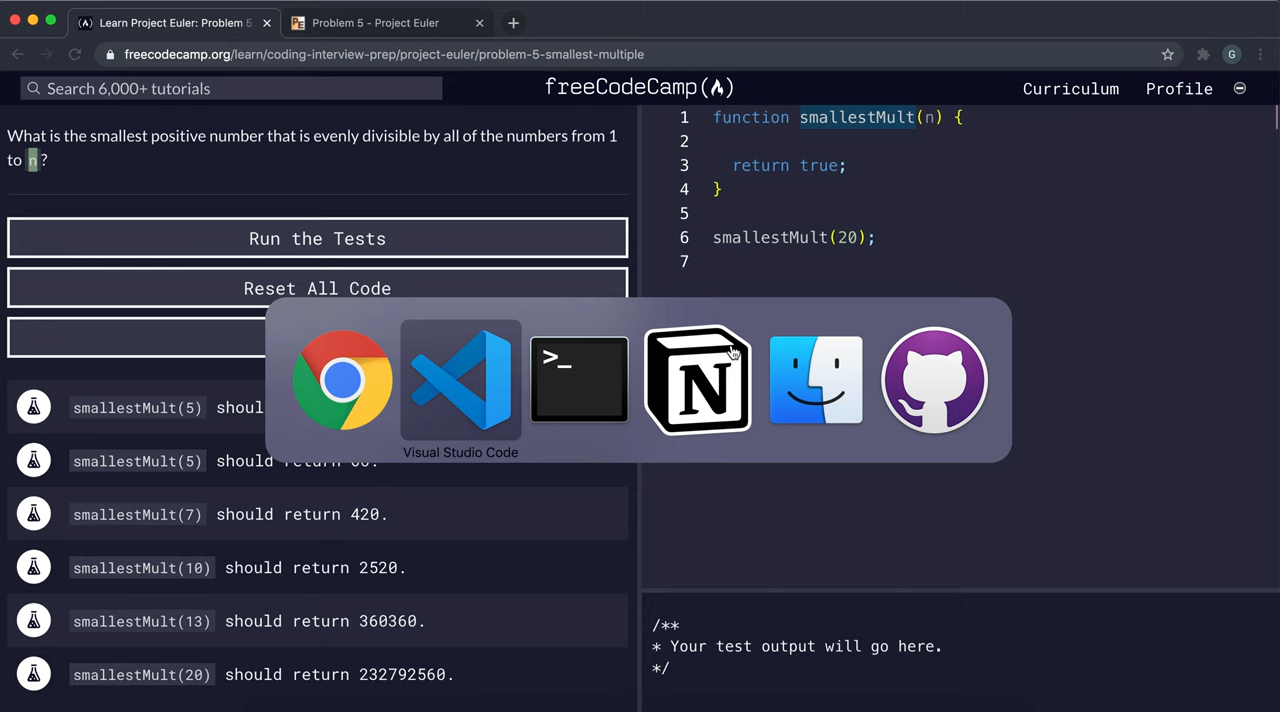 Learn Project Euler: Problem 5
Problem 5 - Project Euler
freecodecamp.org/learn/coding-interview-prep/project-euler/problem-5-smallest-multiple
G
Search 6,000+ tutorials
freeCodeCamp
Curriculum
Profile
What is the smallest positive number that is evenly divisible by all of the numbers from 1
to n?
Run the Tests
Reset All Code
smallestMult(5) shoul
smallestMult(5) should return 60.
smallestMult(7) should return 420.
smallestMult(10) should return 2520.
smallestMult(13) should return 360360.
smallestMult(20) should return 232792560.
1 function smallestMult(n) {
2
3 return true;
4 }
5
6 smallestMult(20);
7
>_
N
Visual Studio Code
/**
* Your test output will go here.
*/